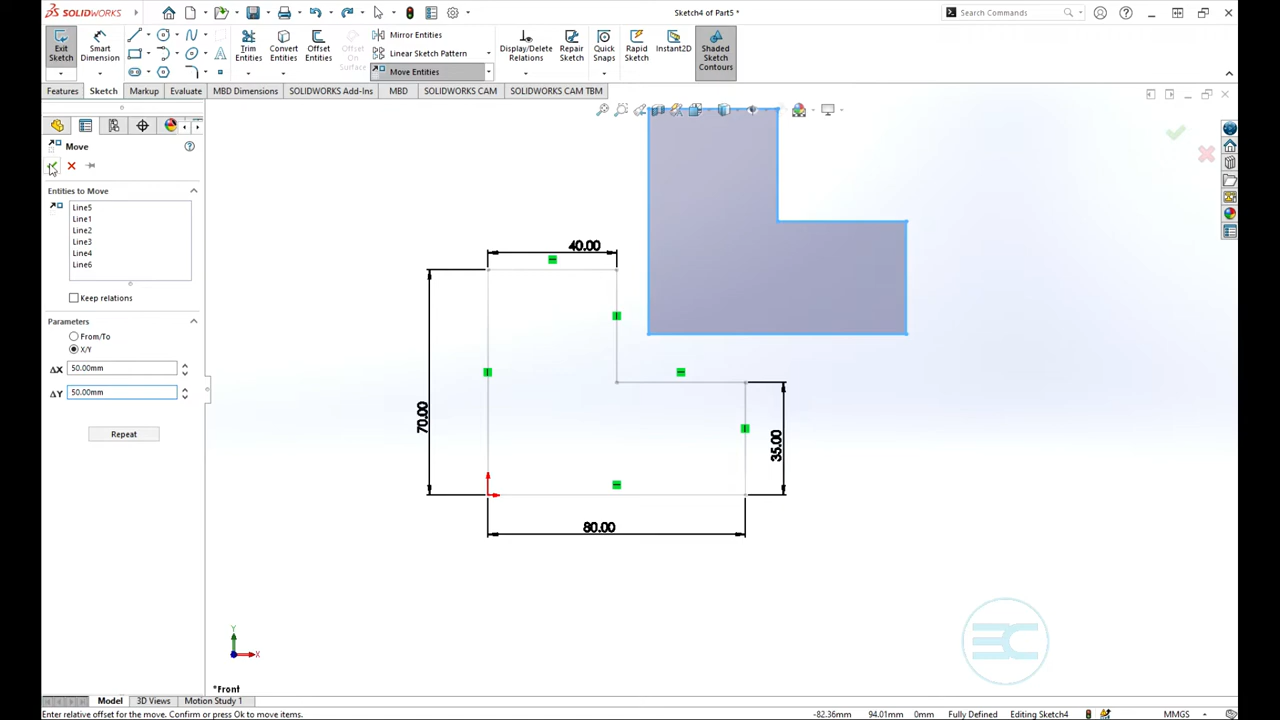 SOLIDWORKS
Sketch4 of Part5 *
Search Commands
Exit Sketch
Smart Dimension
Trim Entities
Convert Entities
Offset Entities
Offset On Surface
Mirror Entities
Linear Sketch Pattern
Move Entities
Display/Delete Relations
Repair Sketch
Quick Snaps
Rapid Sketch
Instant2D
Shaded Sketch Contours
Features
Sketch
Markup
Evaluate
MBD Dimensions
SOLIDWORKS Add-Ins
MBD
SOLIDWORKS CAM
SOLIDWORKS CAM TBM
Move
Entities to Move
Line5
Line1
Line2
Line3
Line4
Line6
Keep relations
Parameters
From/To
X/Y
ΔX 50.00mm
ΔY 50.00mm
Repeat
40.00
70.00
35.00
80.00
Y
X
*Front
Model
3D Views
Motion Study 1
Enter relative offset for the move. Confirm or press Ok to move items.
-82.36mm
94.01mm
0mm
Fully Defined
Editing Sketch4
MMGS